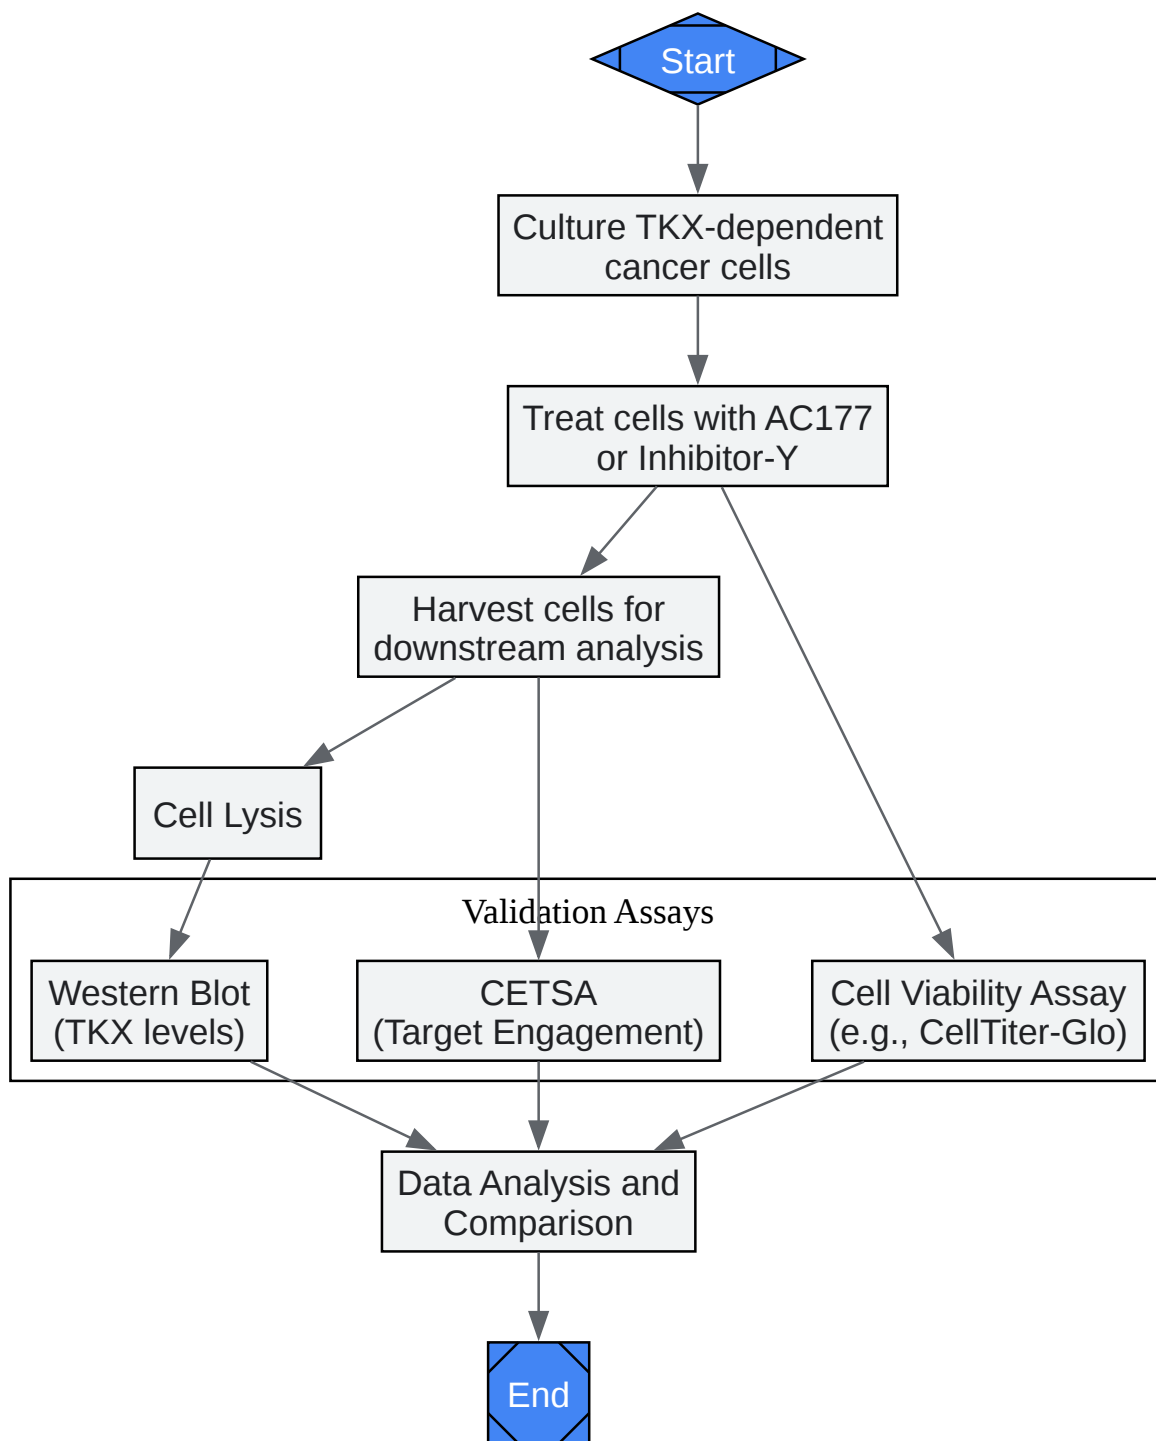 Start
Culture TKX-dependent
cancer cells
Treat cells with AC177
or Inhibitor-Y
Harvest cells for
downstream analysis
Cell Lysis
Validation Assays
Western Blot
(TKX levels)
CETSA
(Target Engagement)
Cell Viability Assay
(e.g., CellTiter-Glo)
Data Analysis and
Comparison
End